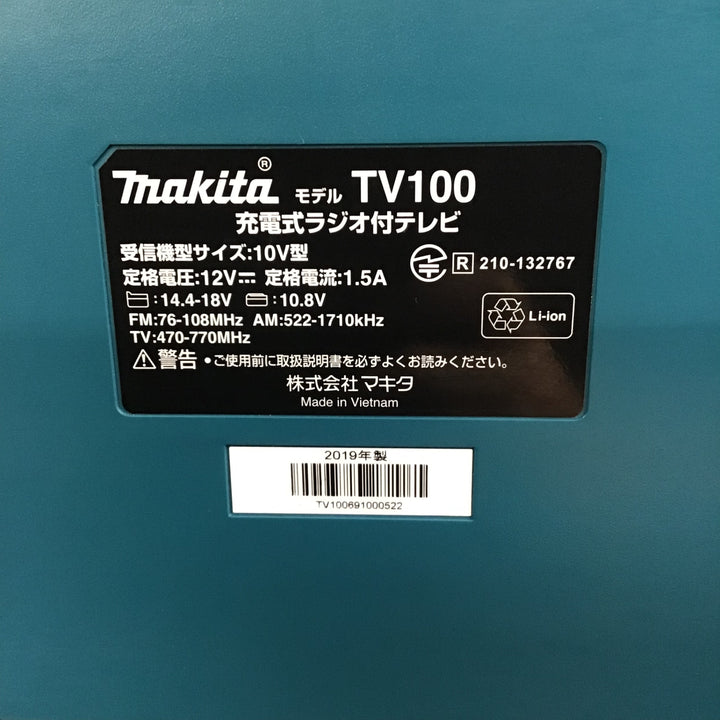 makita® モデル TV100
充電式ラジオ付テレビ
受信機型サイズ:10V型
定格電圧:12V⎓ 定格電流:1.5A
R 210-132767
:14.4-18V :10.8V
FM:76-108MHz AM:522-1710kHz
TV:470-770MHz
Li-ion
⚠警告 •ご使用前に取扱説明書を必ずよくお読みください。
株式会社マキタ
Made in Vietnam
2019年製
TV100691000522